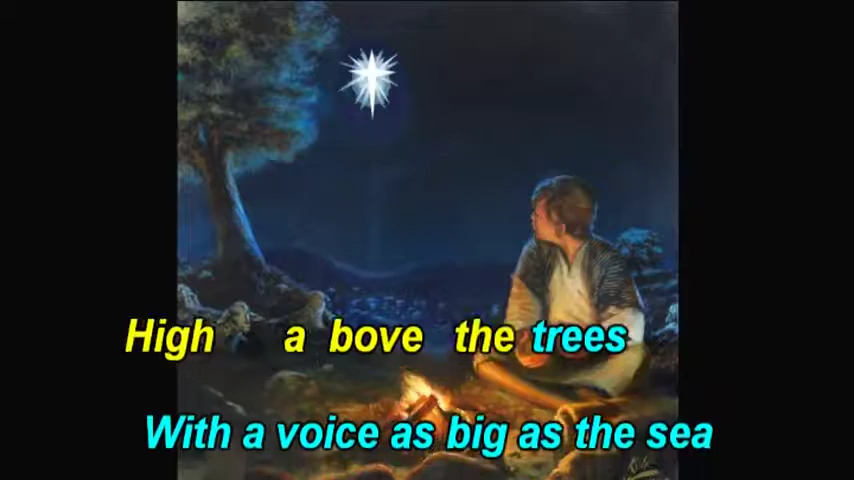 High a bove the trees
With a voice as big as the sea